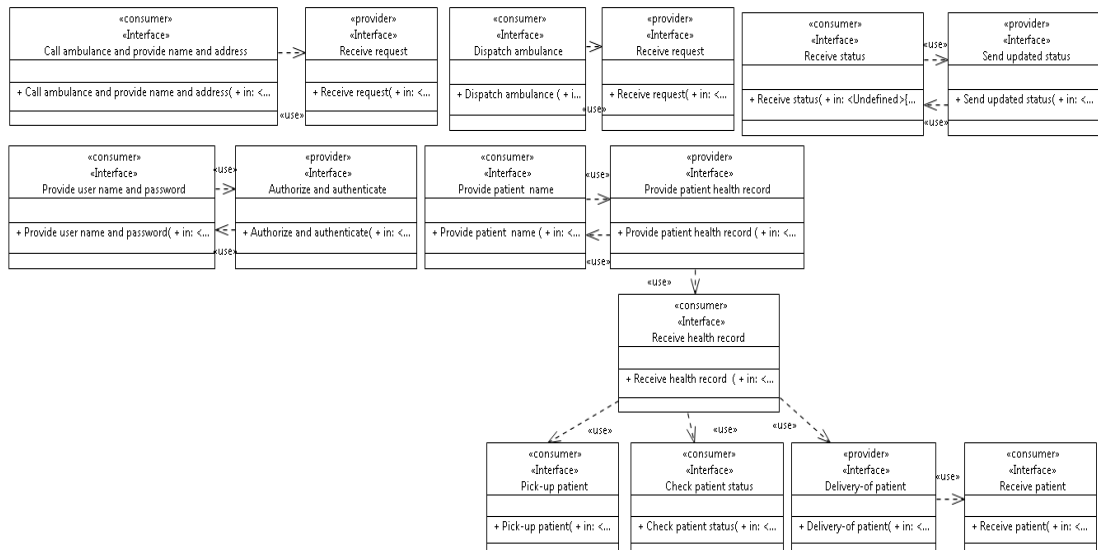 «consumer»
«Interface»
Call ambulance and provide name and address
+ Call ambulance and provide name and address( + in: <...
«use»
«provider»
«Interface»
Receive request
+ Receive request( + in: <...
«consumer»
«Interface»
Dispatch ambulance
+ Dispatch ambulance ( + i...
«use»
«provider»
«Interface»
Receive request
+ Receive request( + in: <...
«consumer»
«Interface»
Receive status
+ Receive status( + in: <Undefined>[...
«use»
«use»
«provider»
«Interface»
Send updated status
+ Send updated status( + in: <...
«consumer»
«Interface»
Provide user name and password
+ Provide user name and password( + in: <...
«use»
«use»
«provider»
«Interface»
Authorize and authenticate
+ Authorize and authenticate( + in: <...
«consumer»
«Interface»
Provide patient  name
+ Provide patient  name ( + in: <...
«use»
«use»
«provider»
«Interface»
Provide patient health record
+ Provide patient health record ( + in: <...
«use»
«consumer»
«Interface»
Receive health record
+ Receive health record  ( + in: <...
«use»
«use»
«use»
«consumer»
«Interface»
Pick-up patient
+ Pick-up patient( + in: <...
«consumer»
«Interface»
Check patient status
+ Check patient status( + in: <...
«provider»
«Interface»
Delivery-of patient
+ Delivery-of patient( + in: <...
«use»
«consumer»
«Interface»
Receive patient
+ Receive patient( + in: <...